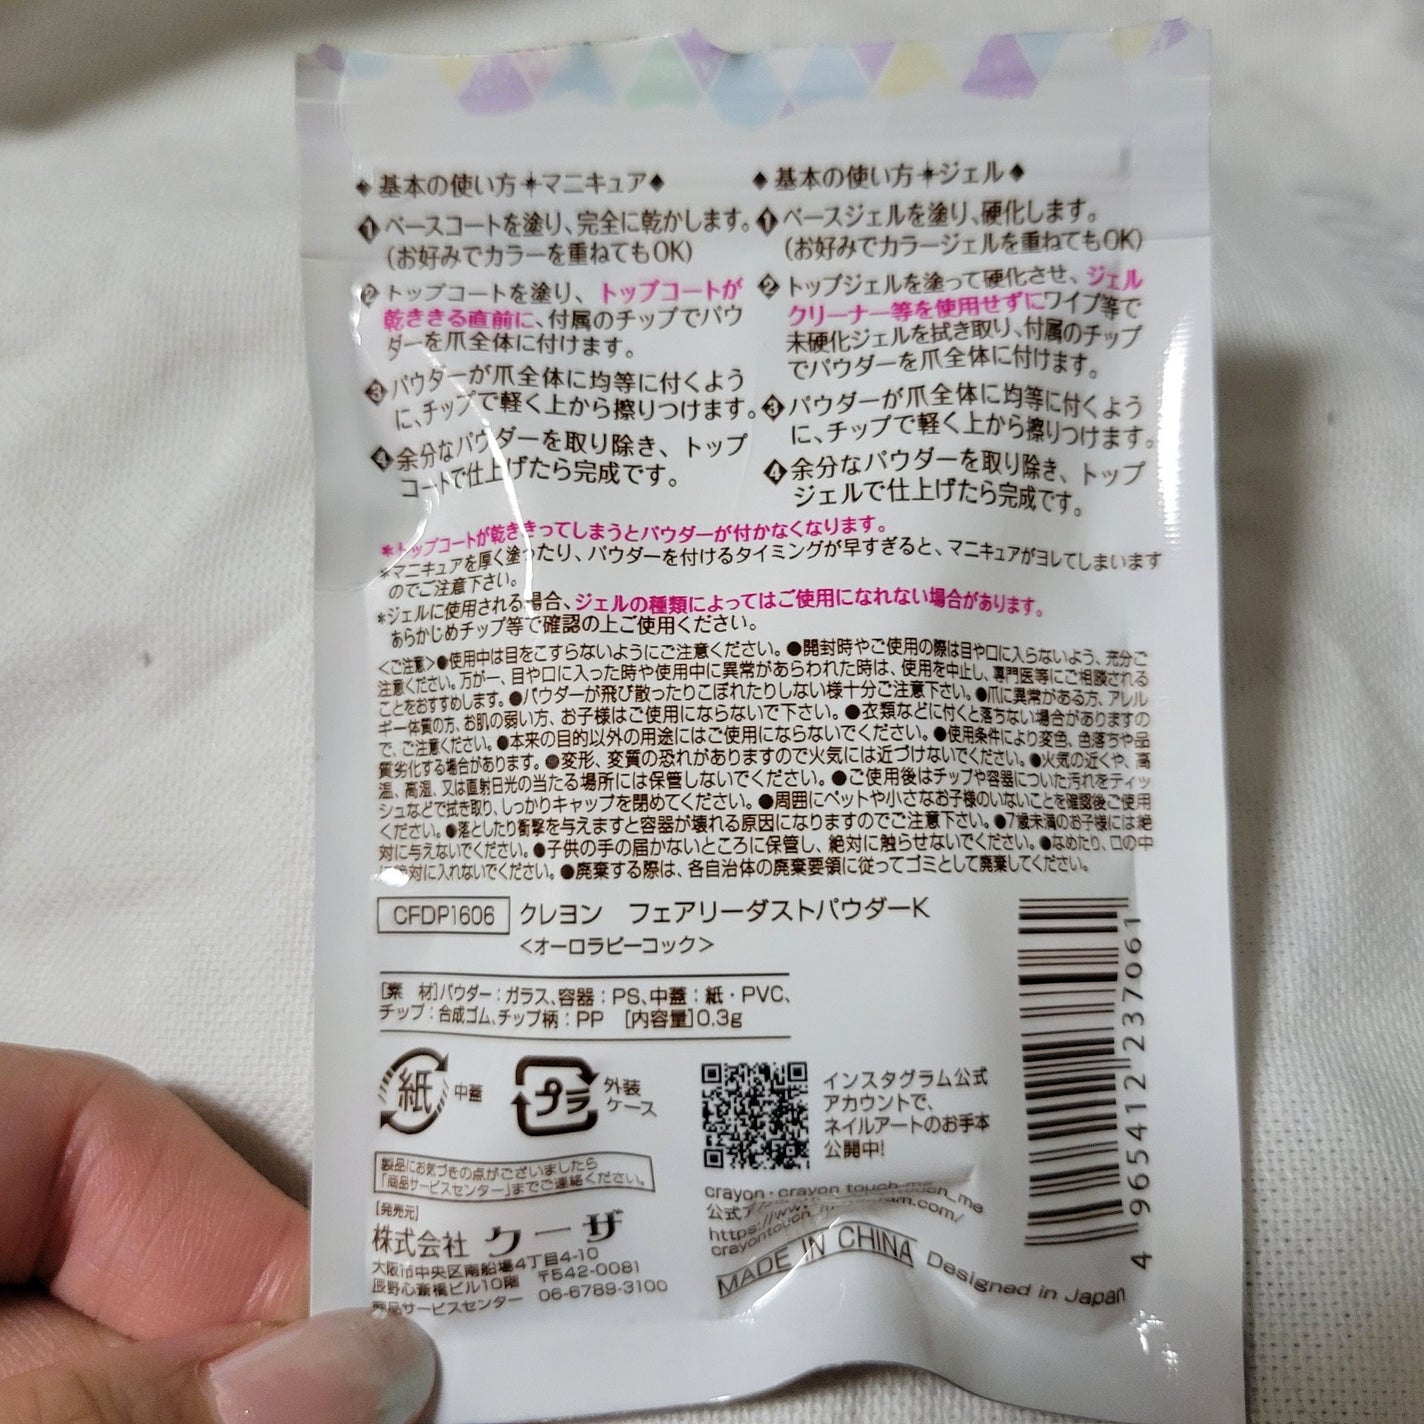 ◆基本の使い方✦マニキュア◆
❶ベースコートを塗り、完全に乾かします。
(お好みでカラーを重ねてもOK)
❷トップコートを塗り、トップコートが
乾ききる直前に、付属のチップでパウ
ダーを爪全体に付けます。
❸パウダーが爪全体に均等に付くよう
に、チップで軽く上から擦りつけます。
❹余分なパウダーを取り除き、トップ
コートで仕上げたら完成です。
◆基本の使い方✦ジェル◆
❶ベースジェルを塗り、硬化します。
(お好みでカラージェルを重ねてもOK)
❷トップジェルを塗って硬化させ、ジェル
クリーナー等を使用せずにワイプ等で
未硬化ジェルを拭き取り、付属のチップ
でパウダーを爪全体に付けます。
❸パウダーが爪全体に均等に付くよう
に、チップで軽く上から擦りつけます。
❹余分なパウダーを取り除き、トップ
ジェルで仕上げたら完成です。
*トップコートが乾ききってしまうとパウダーが付かなくなります。
*マニキュアを厚く塗ったり、パウダーを付けるタイミングが早すぎると、マニキュアがヨレてしまいます
のでご注意下さい。
*ジェルに使用される場合、ジェルの種類によってはご使用になれない場合があります。
あらかじめチップ等で確認の上ご使用ください。
<ご注意>●使用中は目をこすらないようにご注意ください。●開封時やご使用の際は目や口に入らないよう、充分ご
注意ください。万が一、目や口に入った時や使用中に異常があらわれた時は、使用を中止し、専門医等にご相談される
ことをおすすめします。●パウダーが飛び散ったりこぼれたりしない様十分ご注意下さい。●爪に異常がある方、アレル
ギー体質の方、お肌の弱い方、お子様はご使用にならないで下さい。●衣類などに付くと落ちない場合がありますの
で、ご注意ください。●本来の目的以外の用途にはご使用にならないでください。●使用条件により変色、色落ちや品
質劣化する場合があります。●変形、変質の恐れがありますので火気には近づけないでください。●火気の近くや、高
温、高湿、又は直射日光の当たる場所には保管しないでください。●ご使用後はチップや容器についた汚れをティッ
シュなどで拭き取り、しっかりキャップを閉めてください。●周囲にペットや小さなお子様のいないことを確認後ご使用
ください。●落としたり衝撃を与えますと容器が壊れる原因になりますのでご注意下さい。●7歳未満のお子様には絶
対に与えないでください。●子供の手の届かないところに保管し、絶対に触らせないでください。●なめたり、口の中
に絶対に入れないでください。●廃棄する際は、各自治体の廃棄要領に従ってゴミとして廃棄してください。
CFDP1606 クレヨン フェアリーダストパウダーK
<オーロラピーコック>
[素 材]パウダー:ガラス、容器:PS、中蓋:紙・PVC、
チップ:合成ゴム、チップ柄:PP [内容量]0.3g
紙 中蓋
プラ 外装
ケース
インスタグラム公式
アカウントで、
ネイルアートのお手本
公開中!
製品にお気づきの点がございましたら
「商品サービスセンター」までご連絡ください。
[発売元]
株式会社 クーザ
大阪市中央区南船場4丁目4-10
辰野心斎橋ビル10階 〒542-0081
商品サービスセンター 06-6789-3100
crayon・crayon touch-me
MADE IN CHINA Designed in Japan
4 965412 237061